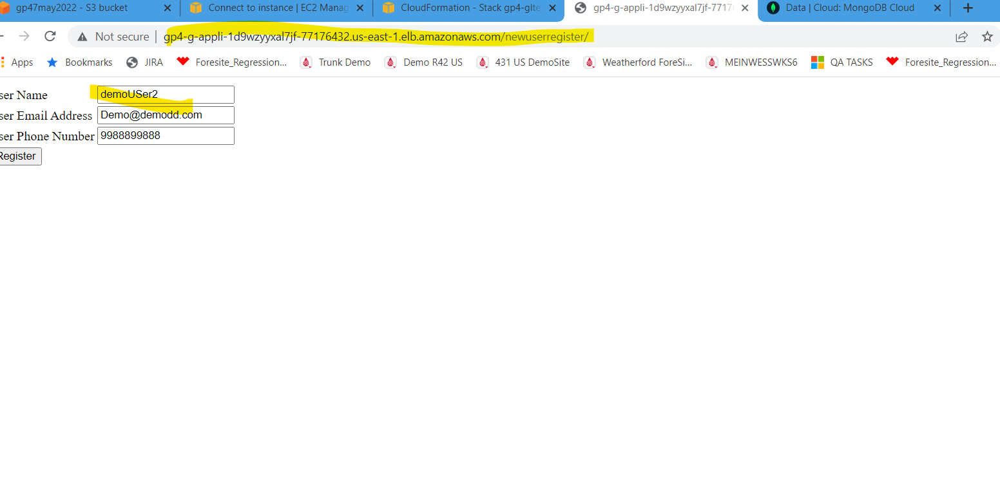 gp47may2022 - S3 bucket
Connect to instance | EC2 Manag
CloudFormation - Stack gp4-glte
gp4-g-appli-1d9wzyyxal7jf-7717
Data | Cloud: MongoDB Cloud
Not secure | gp4-g-appli-1d9wzyyxal7jf-77176432.us-east-1.elb.amazonaws.com/newuserregister/
Apps
Bookmarks
JIRA
Foresite_Regression...
Trunk Demo
Demo R42 US
431 US DemoSite
Weatherford ForeSi...
MEINWESSWKS6
QA TASKS
Foresite_Regression...
ser Name demoUSer2
ser Email Address Demo@demodd.com
ser Phone Number 9988899888
Register